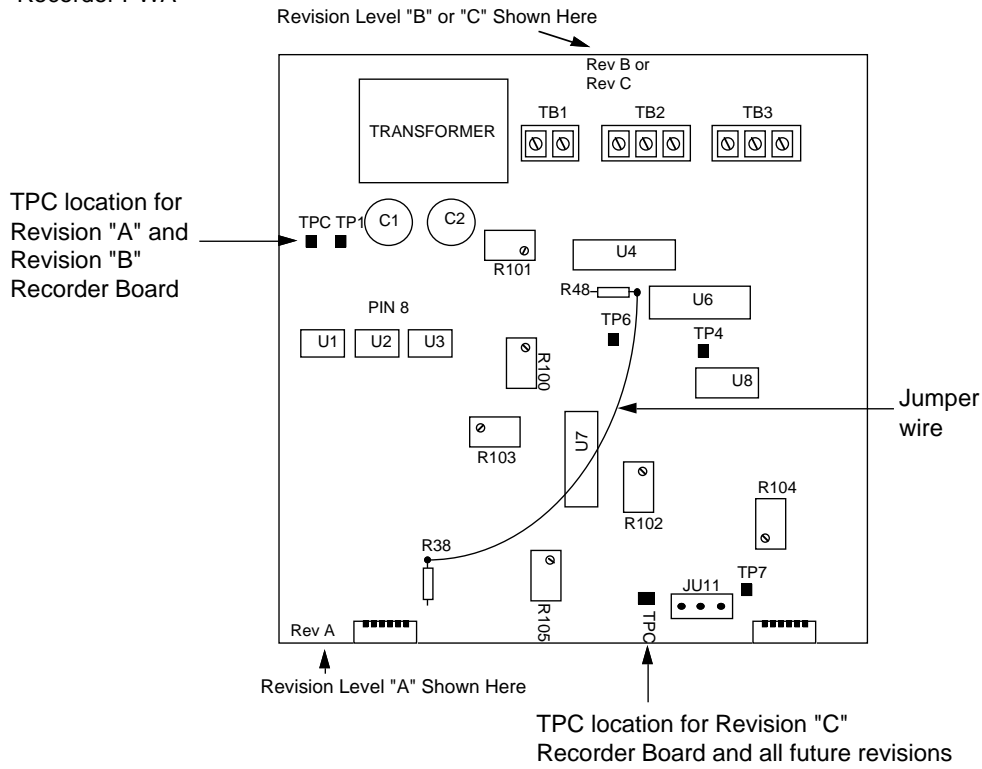 Recorder PWA
Revision Level "B" or "C" Shown Here
Rev B or
Rev C
TRANSFORMER
TB1
TB2
TB3
TPC location for
Revision "A" and
Revision "B"
Recorder Board
TPC TP1
C1
C2
R101
U4
R48
U6
PIN 8
TP6
TP4
U1
U2
U3
R100
U8
Jumper
wire
R103
U7
R102
R104
R38
R105
TPC
JU11
TP7
Rev A
Revision Level "A" Shown Here
TPC location for Revision "C"
Recorder Board and all future revisions